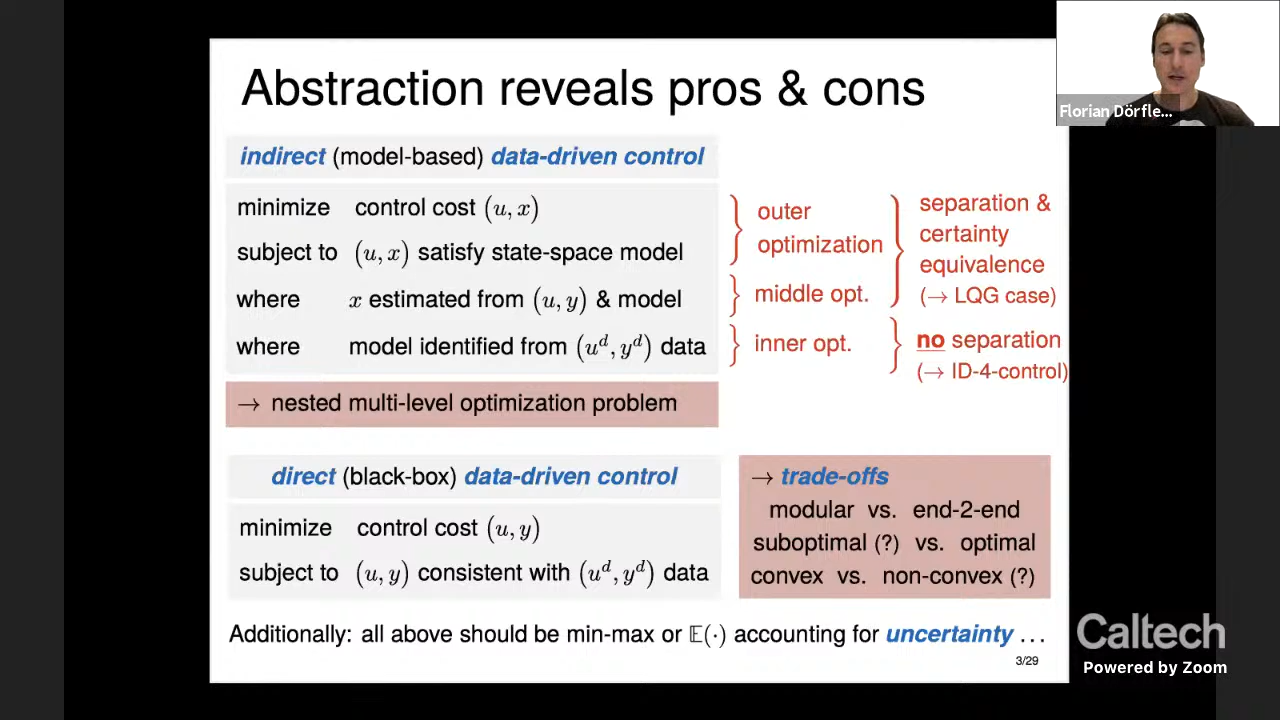 Abstraction reveals pros & cons
Florian Dörfle...
indirect (model-based) data-driven control
minimize control cost (u, x)
subject to (u, x) satisfy state-space model
where x estimated from (u, y) & model
where model identified from (u^d, y^d) data
outer
optimization
middle opt.
inner opt.
separation &
certainty
equivalence
(→ LQG case)
no separation
(→ ID-4-control)
→ nested multi-level optimization problem
direct (black-box) data-driven control
minimize control cost (u, y)
subject to (u, y) consistent with (u^d, y^d) data
→ trade-offs
modular vs. end-2-end
suboptimal (?) vs. optimal
convex vs. non-convex (?)
Additionally: all above should be min-max or 𝔼(·) accounting for uncertainty ...
3/29
Caltech
Powered by Zoom